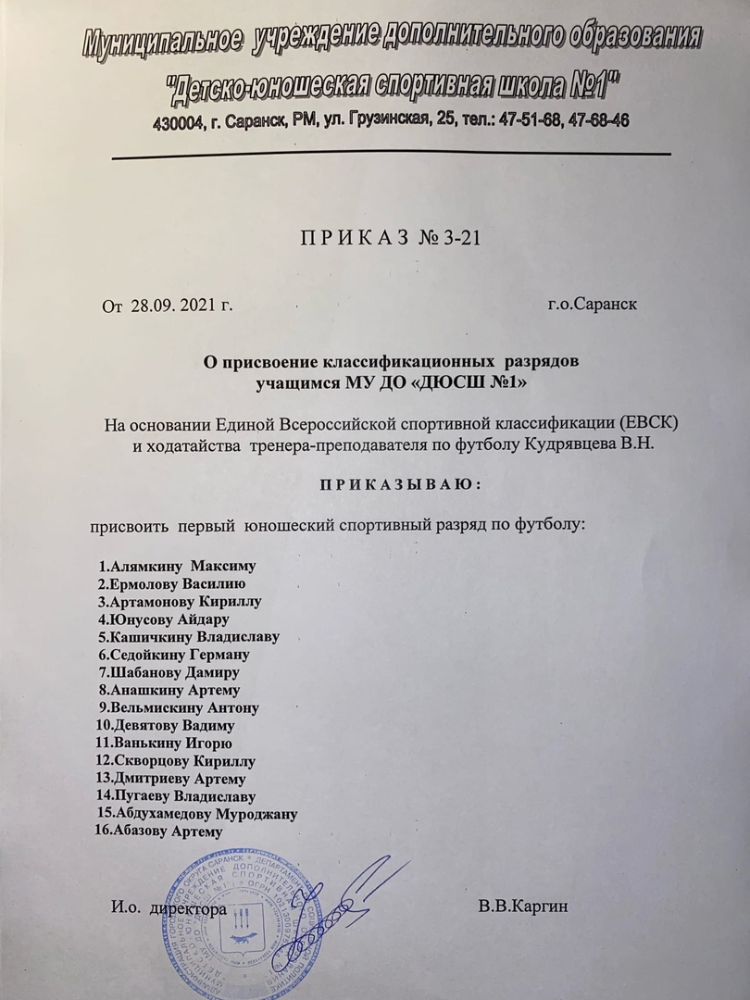 Муниципальное учреждение дополнительного образования
"Детско-юношеская спортивная школа №1"
430004, г. Саранск, РМ, ул. Грузинская, 25, тел.: 47-51-68, 47-68-46
П Р И К А З № 3-21
От 28.09. 2021 г. г.о.Саранск
О присвоение классификационных разрядов
учащимся МУ ДО «ДЮСШ №1»
На основании Единой Всероссийской спортивной классификации (ЕВСК)
и ходатайства тренера-преподавателя по футболу Кудрявцева В.Н.
П Р И К А З Ы В А Ю :
присвоить первый юношеский спортивный разряд по футболу:
1.Алямкину Максиму
2.Ермолову Василию
3.Артамонову Кириллу
4.Юнусову Айдару
5.Кашичкину Владиславу
6.Седойкину Герману
7.Шабанову Дамиру
8.Анашкину Артему
9.Вельмискину Антону
10.Девятову Вадиму
11.Ванькину Игорю
12.Скворцову Кириллу
13.Дмитриеву Артему
14.Пугаеву Владиславу
15.Абдухамедову Муроджану
16.Абазову Артему
И.о. директора В.В.Каргин